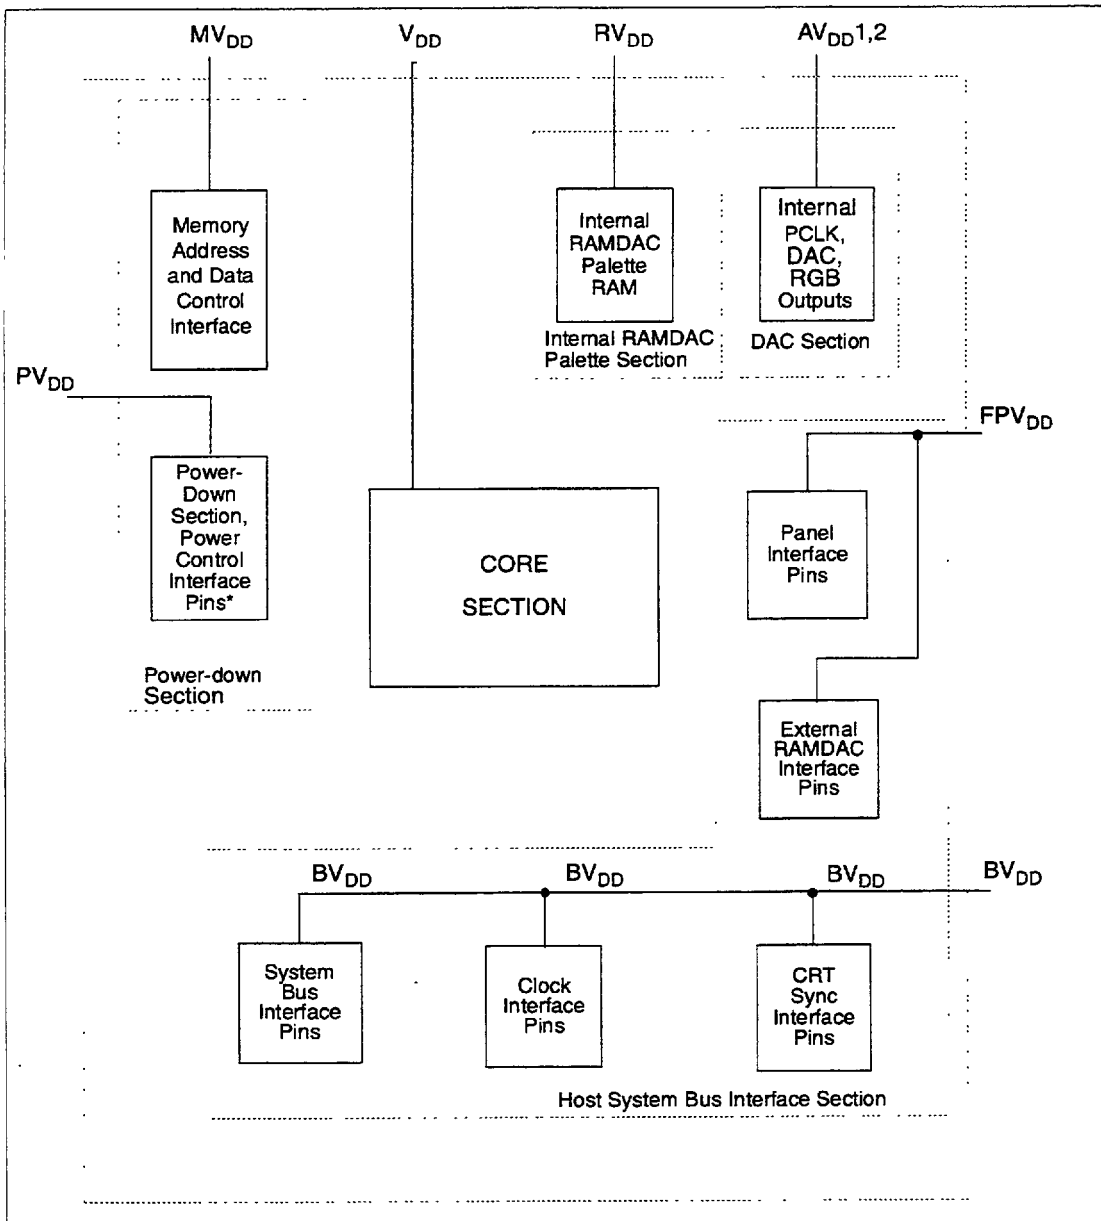 MVDD
VDD
RVDD
AVDD1,2
Memory
Address
and Data
Control
Interface
Internal
RAMDAC
Palette
RAM
Internal RAMDAC
Palette Section
Internal
PCLK,
DAC,
RGB
Outputs
DAC Section
PVDD
FPVDD
Power-
Down
Section,
Power
Control
Interface
Pins*
Power-down
Section
CORE
SECTION
Panel
Interface
Pins
External
RAMDAC
Interface
Pins
BVDD
BVDD
BVDD
BVDD
System
Bus
Interface
Pins
Clock
Interface
Pins
CRT
Sync
Interface
Pins
Host System Bus Interface Section